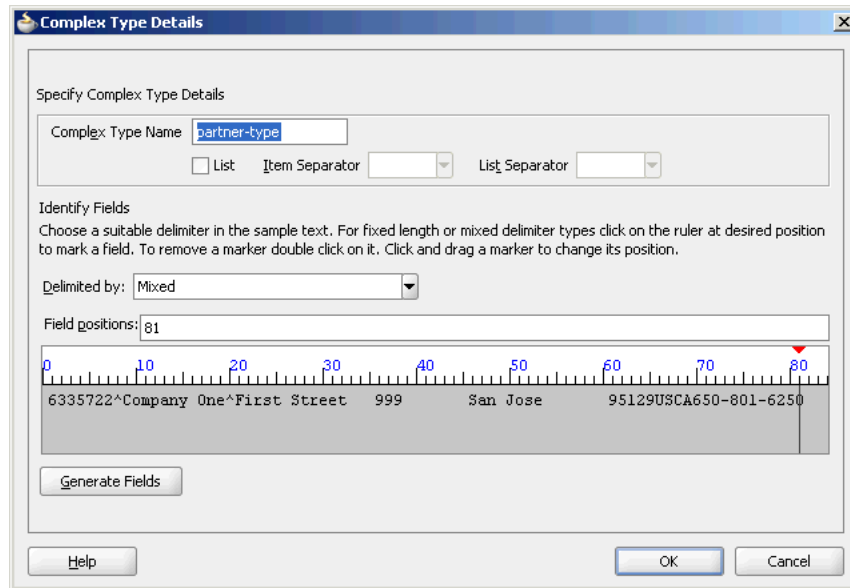 Complex Type Details
Specify Complex Type Details
Complex Type Name partner-type
List Item Separator List Separator
Identify Fields
Choose a suitable delimiter in the sample text. For fixed length or mixed delimiter types click on the ruler at desired position
to mark a field. To remove a marker double click on it. Click and drag a marker to change its position.
Delimited by: Mixed
Field positions: 81
0 10 20 30 40 50 60 70 80
6335722^Company One^First Street 999 San Jose 95129USCA650-801-6250
Generate Fields
Help OK Cancel